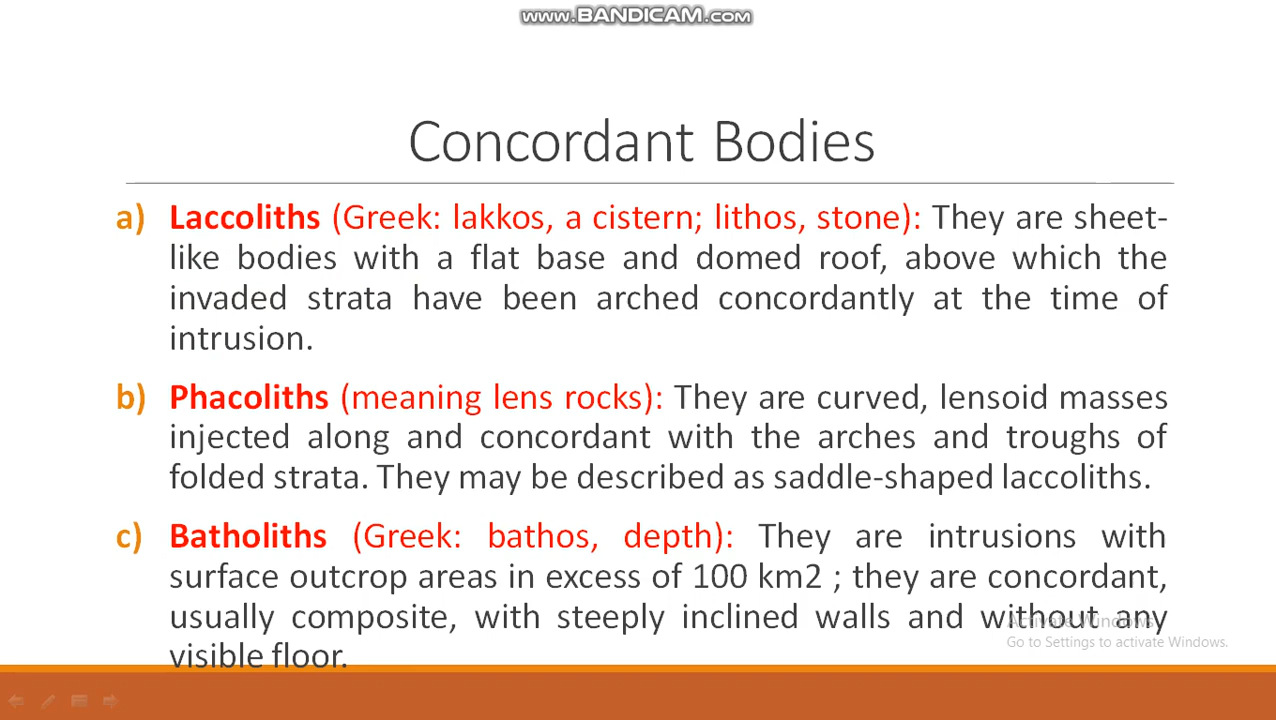 www.BANDICAM.com
Concordant Bodies
a) Laccoliths (Greek: lakkos, a cistern; lithos, stone): They are sheet-
like bodies with a flat base and domed roof, above which the
invaded strata have been arched concordantly at the time of
intrusion.
b) Phacoliths (meaning lens rocks): They are curved, lensoid masses
injected along and concordant with the arches and troughs of
folded strata. They may be described as saddle-shaped laccoliths.
c) Batholiths (Greek: bathos, depth): They are intrusions with
surface outcrop areas in excess of 100 km2 ; they are concordant,
usually composite, with steeply inclined walls and without any
visible floor.
Activate Windows
Go to Settings to activate Windows.